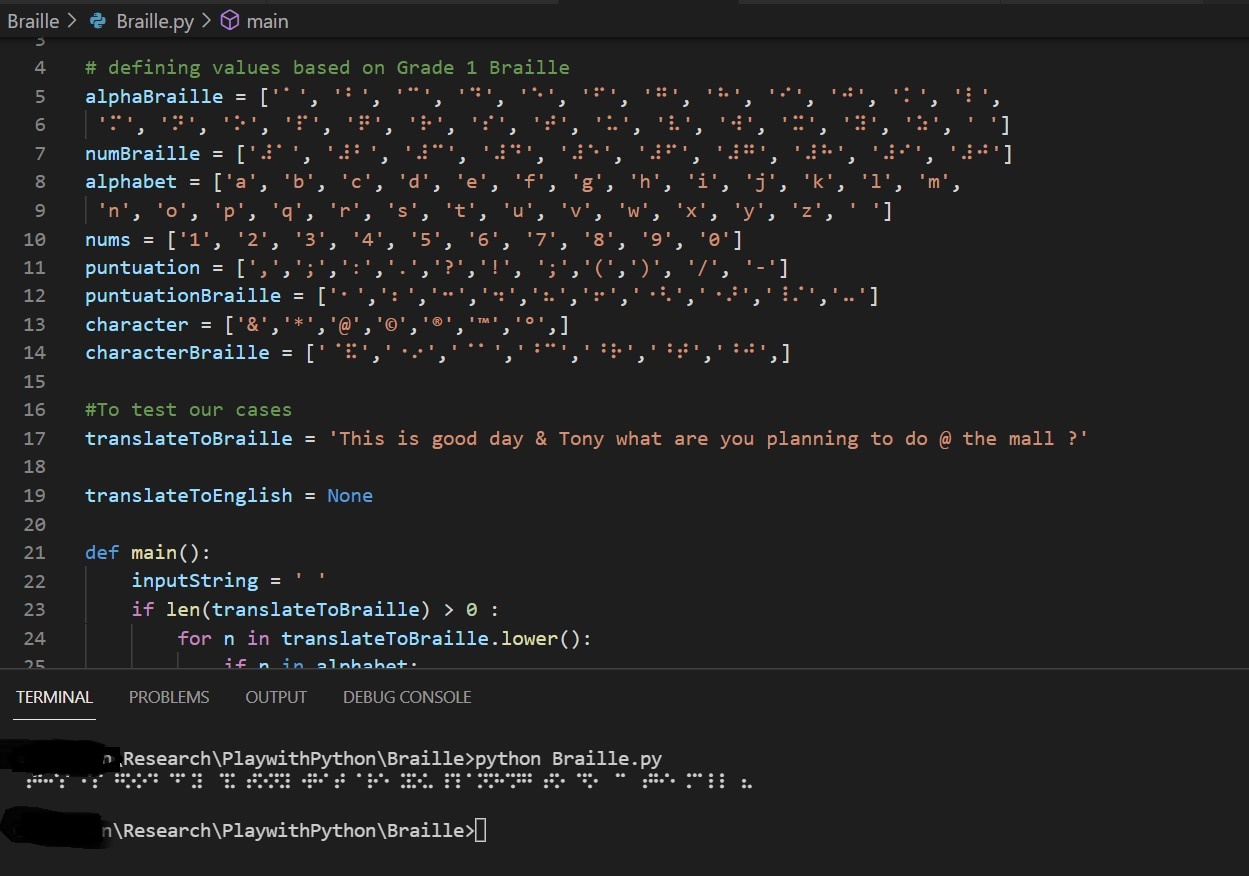 Braille > Braille.py > main
3
4 # defining values based on Grade 1 Braille
5 alphaBraille = ['⠁', '⠃', '⠉', '⠙', '⠑', '⠋', '⠛', '⠓', '⠊', '⠚', '⠅', '⠇',
6 '⠍', '⠝', '⠕', '⠏', '⠟', '⠗', '⠎', '⠞', '⠥', '⠧', '⠺', '⠭', '⠽', '⠵', ' ']
7 numBraille = ['⠼⠁', '⠼⠃', '⠼⠉', '⠼⠙', '⠼⠑', '⠼⠋', '⠼⠛', '⠼⠓', '⠼⠊', '⠼⠚']
8 alphabet = ['a', 'b', 'c', 'd', 'e', 'f', 'g', 'h', 'i', 'j', 'k', 'l', 'm',
9 'n', 'o', 'p', 'q', 'r', 's', 't', 'u', 'v', 'w', 'x', 'y', 'z', ' ']
10 nums = ['1', '2', '3', '4', '5', '6', '7', '8', '9', '0']
11 puntuation = [',',';',':','.','?','!', ';','(',')', '/', '-']
12 puntuationBraille = ['⠂','⠆','⠒','⠲','⠦','⠖','⠐⠣','⠐⠜','⠸⠌','⠤']
13 character = ['&','*','@','©','®','™','°',]
14 characterBraille = ['⠈⠯','⠐⠔','⠈⠁','⠘⠉','⠘⠗','⠘⠞','⠘⠚',]
15
16 #To test our cases
17 translateToBraille = 'This is good day & Tony what are you planning to do @ the mall ?'
18
19 translateToEnglish = None
20
21 def main():
22 inputString = ' '
23 if len(translateToBraille) > 0 :
24 for n in translateToBraille.lower():
25 if n in alphabet:
TERMINAL PROBLEMS OUTPUT DEBUG CONSOLE
n\Research\PlaywithPython\Braille>python Braille.py
⠞⠓⠊⠎ ⠊⠎ ⠛⠕⠕⠙ ⠙⠁⠽ ⠈⠯ ⠞⠕⠝⠽ ⠺⠓⠁⠞ ⠁⠗⠑ ⠽⠕⠥ ⠏⠇⠁⠝⠝⠊⠝⠛ ⠞⠕ ⠙⠕ ⠈⠁ ⠞⠓⠑ ⠍⠁⠇⠇ ⠦
n\Research\PlaywithPython\Braille>